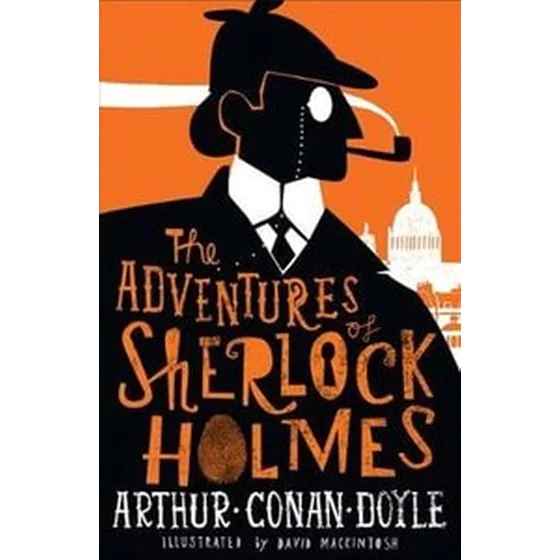 The
ADVENTURES
of
SHERLOCK
HOLMES
ARTHUR·CONAN·DOYLE
ILLUSTRATED by DAVID MACKINTOSH